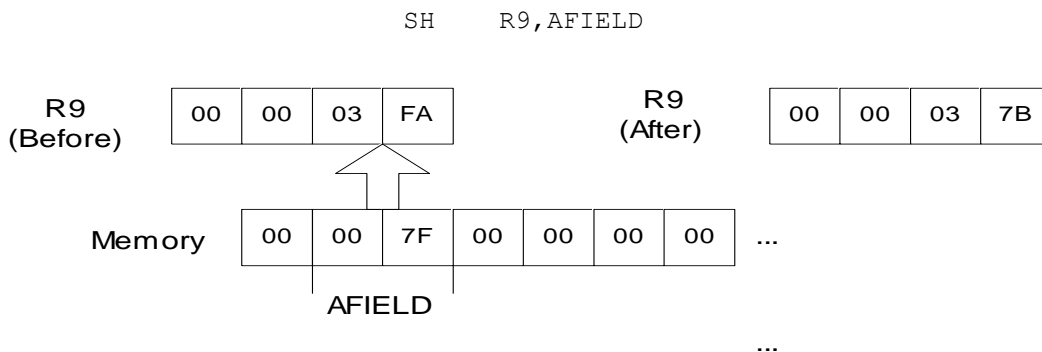 SH R9,AFIELD
R9
(Before)
00 00 03 FA
R9
(After)
00 00 03 7B
Memory
00 00 7F 00 00 00 00 ...
AFIELD
...